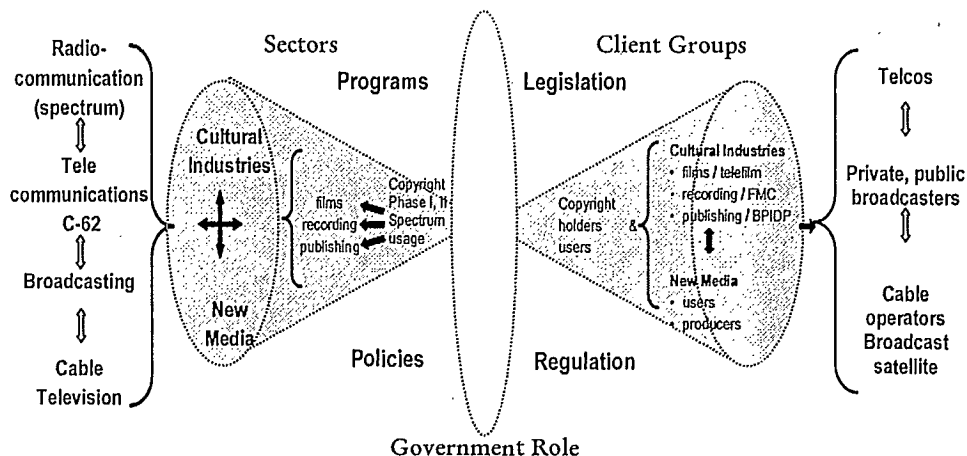 Sectors
Client Groups
Radio-
communication
(spectrum)
Tele
communications
C-62
Broadcasting
Cable
Television
Programs
Policies
Cultural
Industries
New
Media
films
recording
publishing
Copyright
Phase I, II
Spectrum
usage
Legislation
Regulation
Copyright
holders &
users
Cultural Industries
• films / telefilm
• recording / FMC
• publishing / BPIDP
New Media
• users
• producers
Telcos
Private, public
broadcasters
Cable
operators
Broadcast
satellite
Government Role